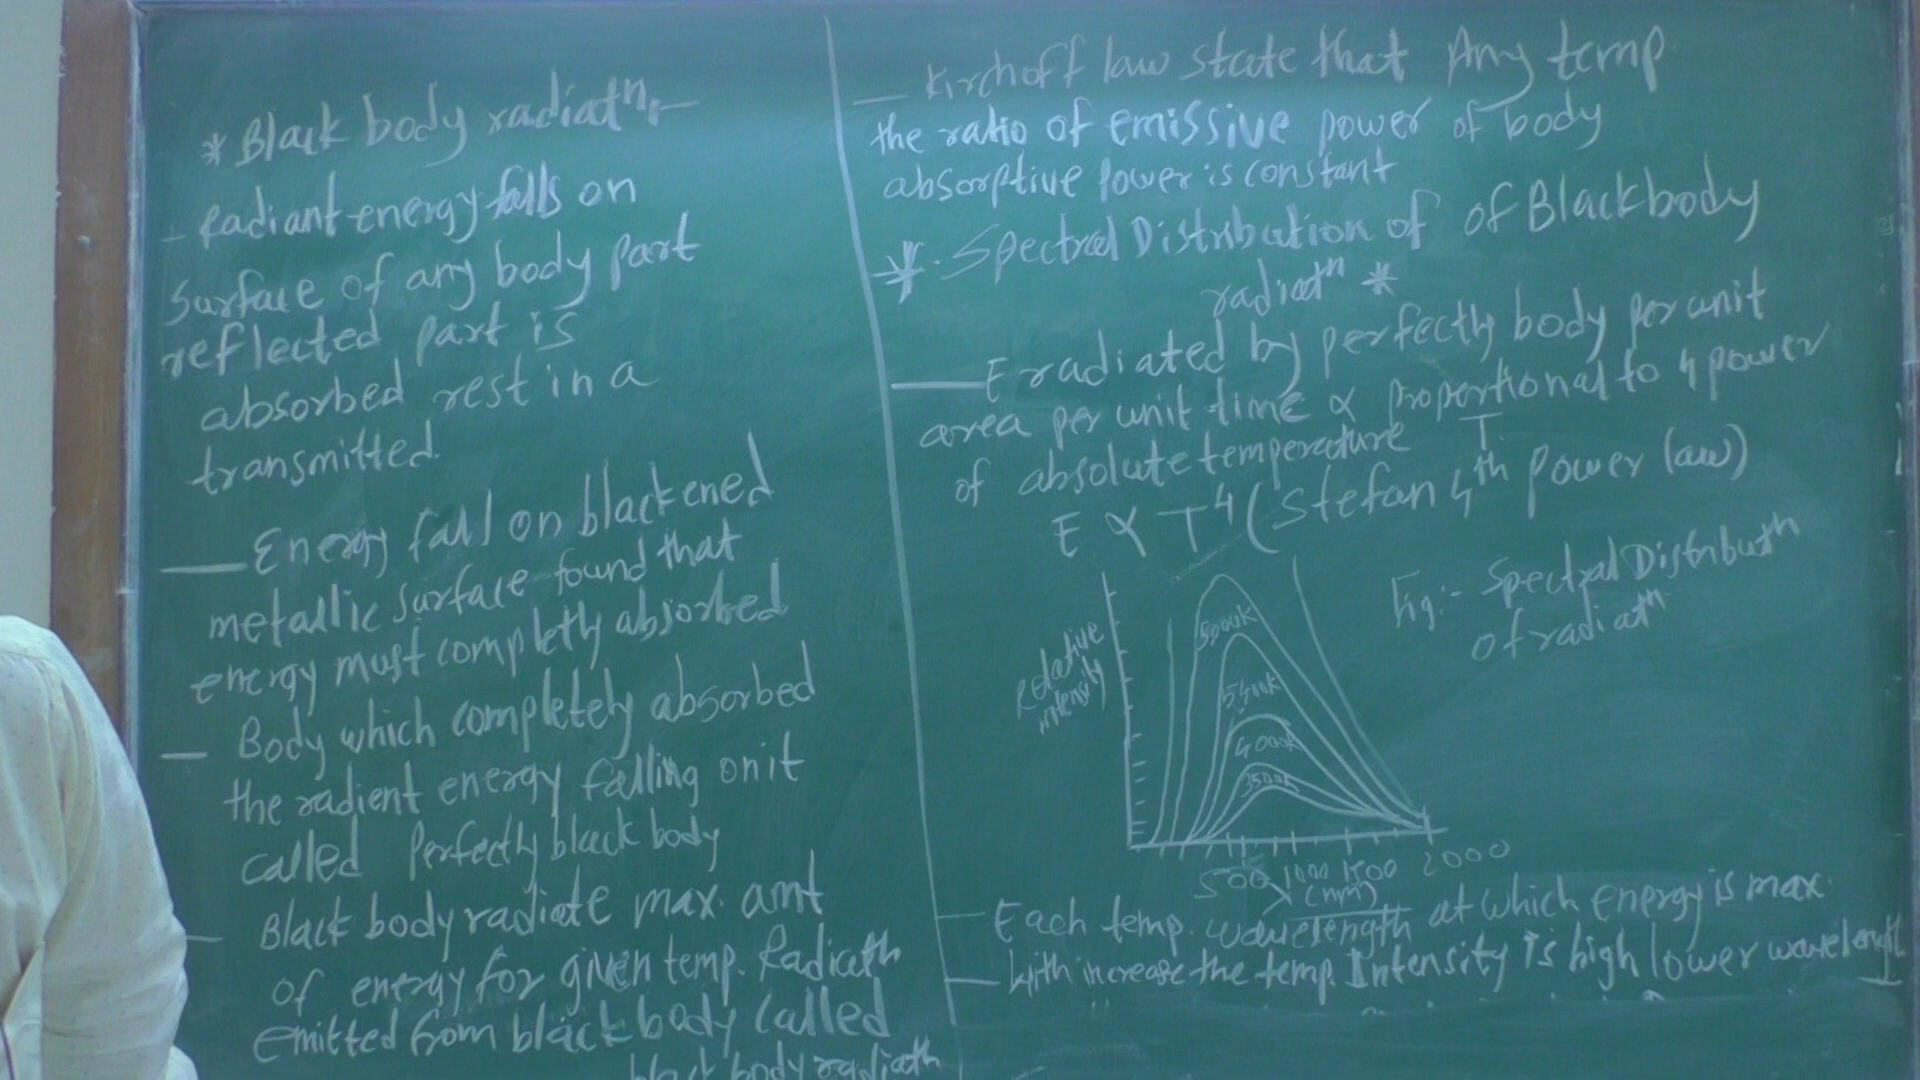 * Black body radiatn:-
- Radiant energy falls on
surface of any body part
reflected part is
absorbed rest in a
transmitted.
— Energy fall on blackened
metallic surface found that
energy must completly absorbed
— Body which completely absorbed
the radient energy falling on it
called Perfectly black body
— Black body radiate max. amt
of energy for given temp. Radiatn
emitted from black body called
black body radiatn
— Kirchoff law state that Any temp
the ratio of emissive power of body
absorptive power is constant
* . Spectral Distribution of of Blackbody
radiatn *
— E radiated by perfectly body per unit
area per unit time ∝ proportional to 4 power
of absolute temperature T.
E ∝ T⁴ (Stefan 4th power law)
Fig:- Spectral Distributn
of radiatn
Relative
intensity
5400K
4000K
3500K
500 1000 1500 2000
λ (nm)
— Each temp. wavelength at which energy is max.
— With increase the temp. Intensity is high lower wavelength